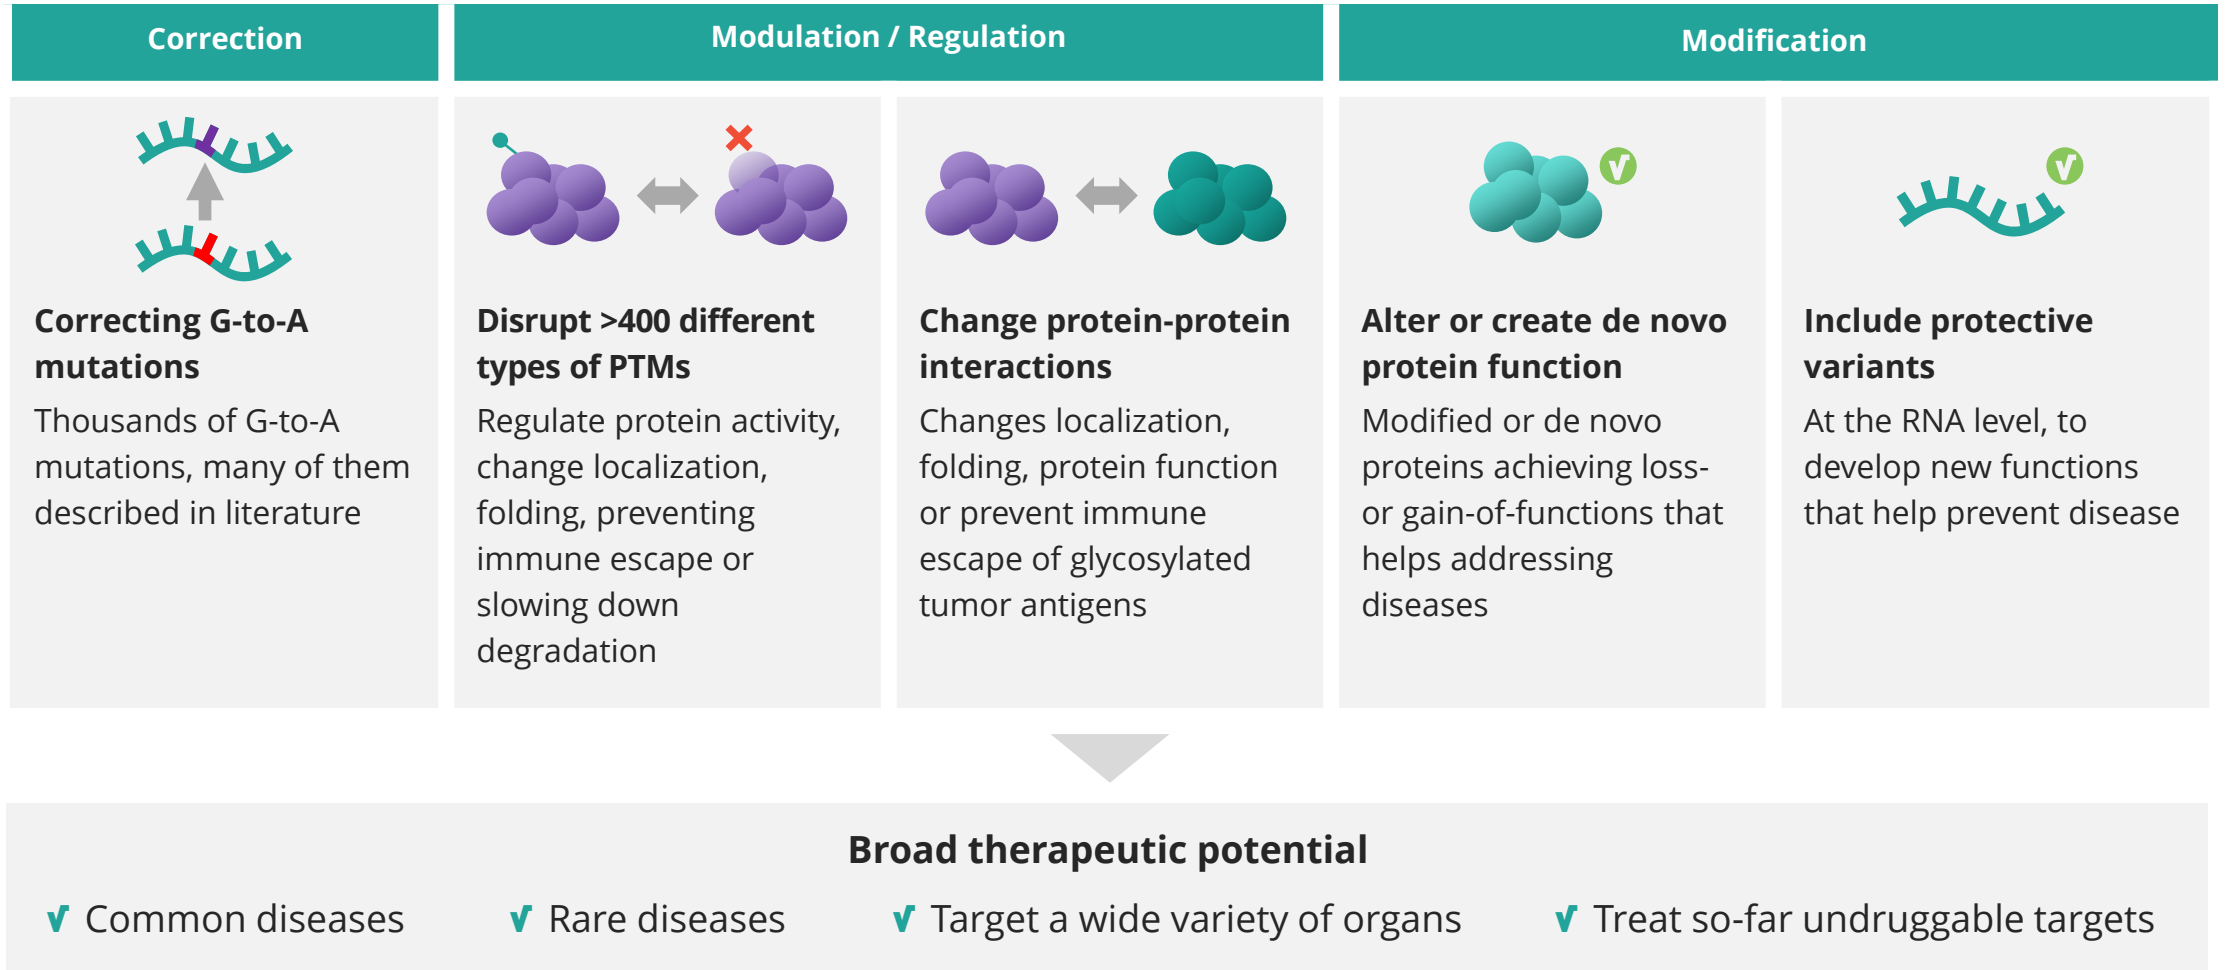 Correction
Modulation / Regulation
Modification
Correcting G-to-A
mutations
Thousands of G-to-A
mutations, many of them
described in literature
Disrupt >400 different
types of PTMs
Regulate protein activity,
change localization,
folding, preventing
immune escape or
slowing down
degradation
Change protein-protein
interactions
Changes localization,
folding, protein function
or prevent immune
escape of glycosylated
tumor antigens
Alter or create de novo
protein function
Modified or de novo
proteins achieving loss-
or gain-of-functions that
helps addressing
diseases
Include protective
variants
At the RNA level, to
develop new functions
that help prevent disease
Broad therapeutic potential
√ Common diseases
√ Rare diseases
√ Target a wide variety of organs
√ Treat so-far undruggable targets